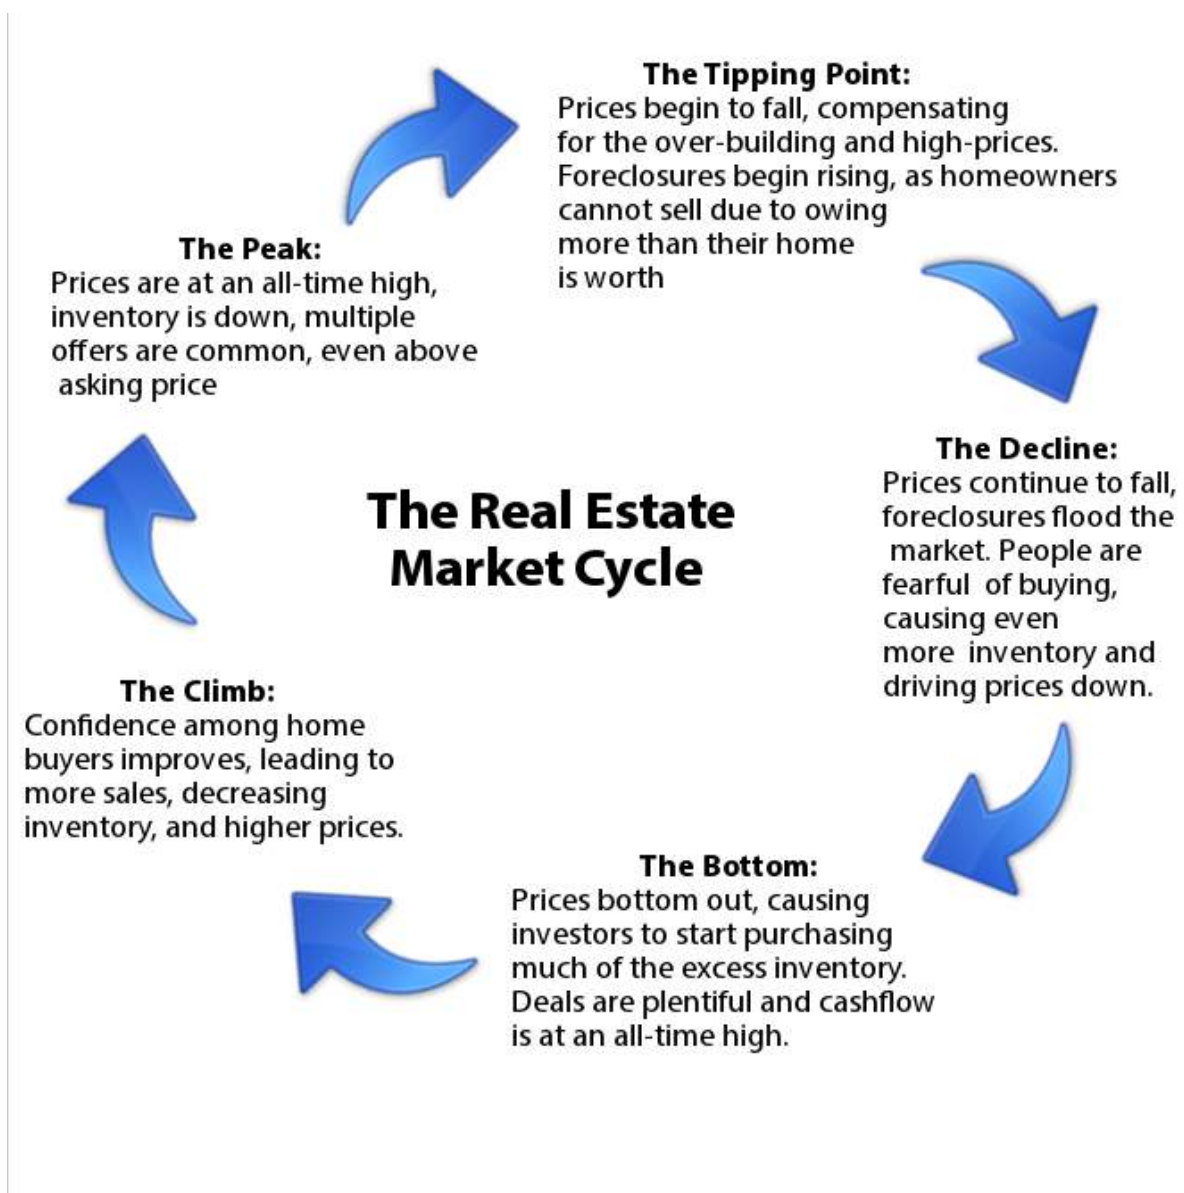 The Tipping Point:
Prices begin to fall, compensating
for the over-building and high-prices.
Foreclosures begin rising, as homeowners
cannot sell due to owing
more than their home
is worth
The Peak:
Prices are at an all-time high,
inventory is down, multiple
offers are common, even above
asking price
The Decline:
Prices continue to fall,
foreclosures flood the
market. People are
fearful of buying,
causing even
more inventory and
driving prices down.
The Real Estate
Market Cycle
The Climb:
Confidence among home
buyers improves, leading to
more sales, decreasing
inventory, and higher prices.
The Bottom:
Prices bottom out, causing
investors to start purchasing
much of the excess inventory.
Deals are plentiful and cashflow
is at an all-time high.